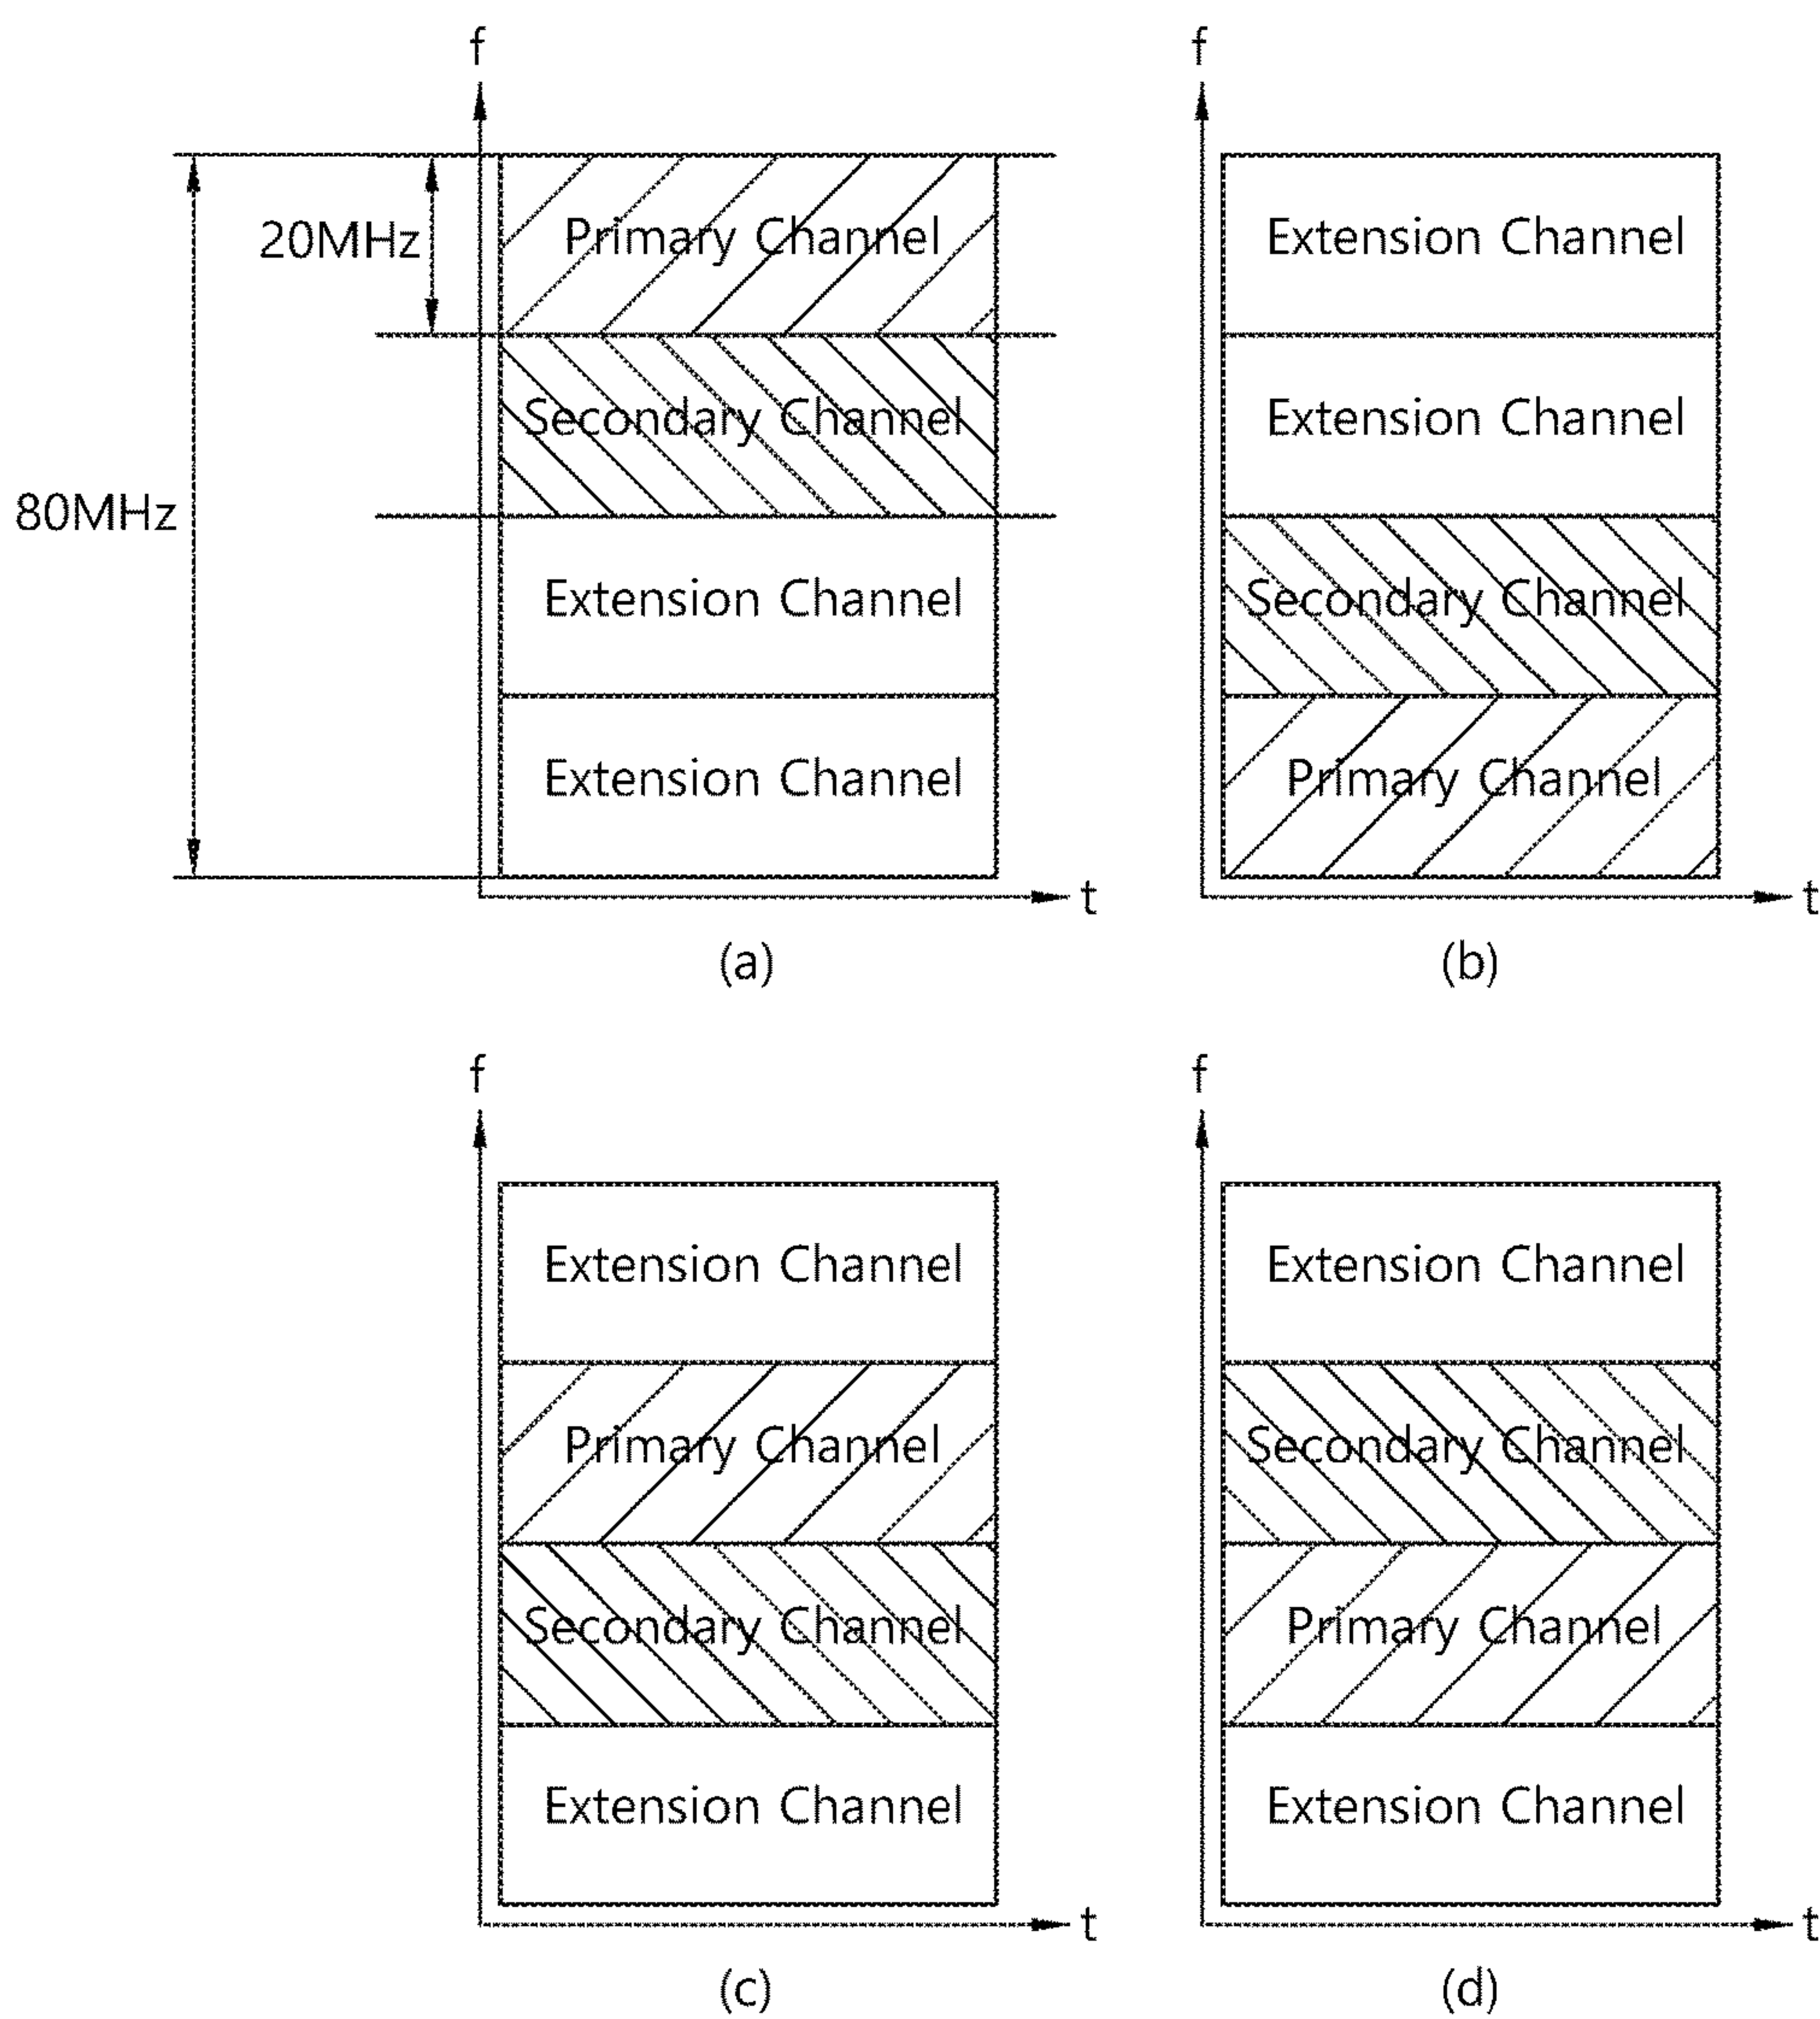 f
20MHz
80MHz
Primary Channel
Secondary Channel
Extension Channel
Extension Channel
t
(a)
f
Extension Channel
Extension Channel
Secondary Channel
Primary Channel
t
(b)
f
Extension Channel
Primary Channel
Secondary Channel
Extension Channel
t
(c)
f
Extension Channel
Secondary Channel
Primary Channel
Extension Channel
t
(d)